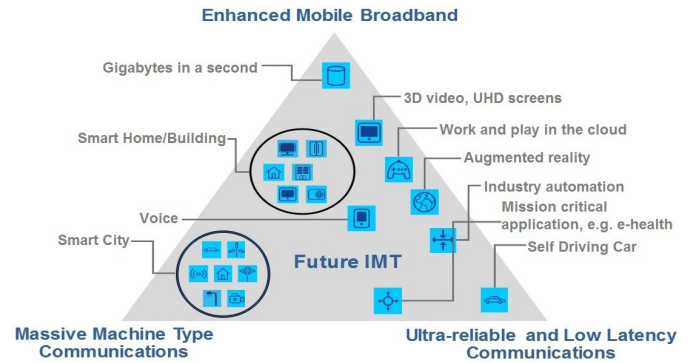 Enhanced Mobile Broadband
Gigabytes in a second
3D video, UHD screens
Smart Home/Building
Work and play in the cloud
Augmented reality
Industry automation
Mission critical
application, e.g. e-health
Voice
Smart City
Self Driving Car
Future IMT
Massive Machine Type
Communications
Ultra-reliable and Low Latency
Communications